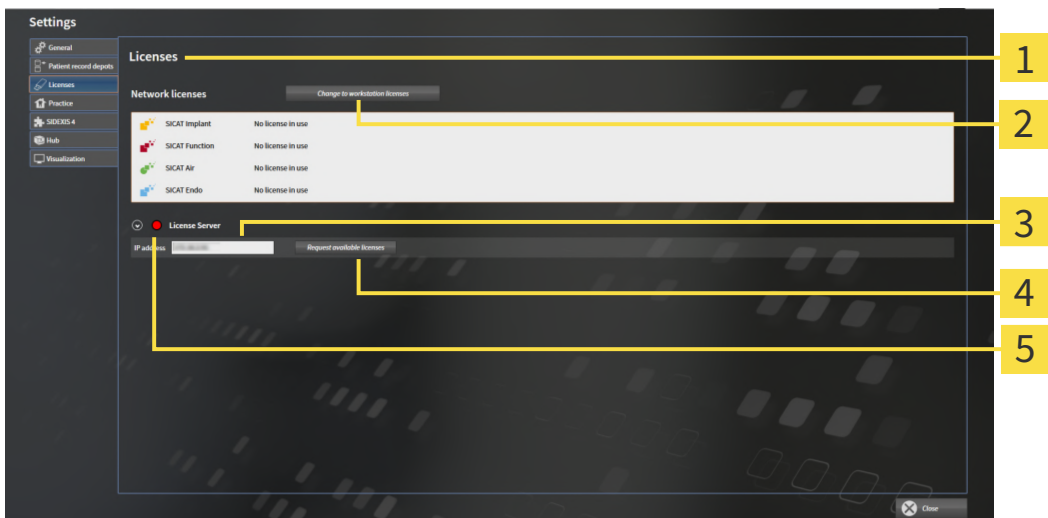 Settings
General
Patient record depots
Licenses
Practice
SIDEXIS 4
Hub
Visualization
Licenses
Network licenses
Change to workstation licenses
SICAT Implant No license in use
SICAT Function No license in use
SICAT Air No license in use
SICAT Endo No license in use
License Server
IP address
Request available licenses
Close
1
2
3
4
5